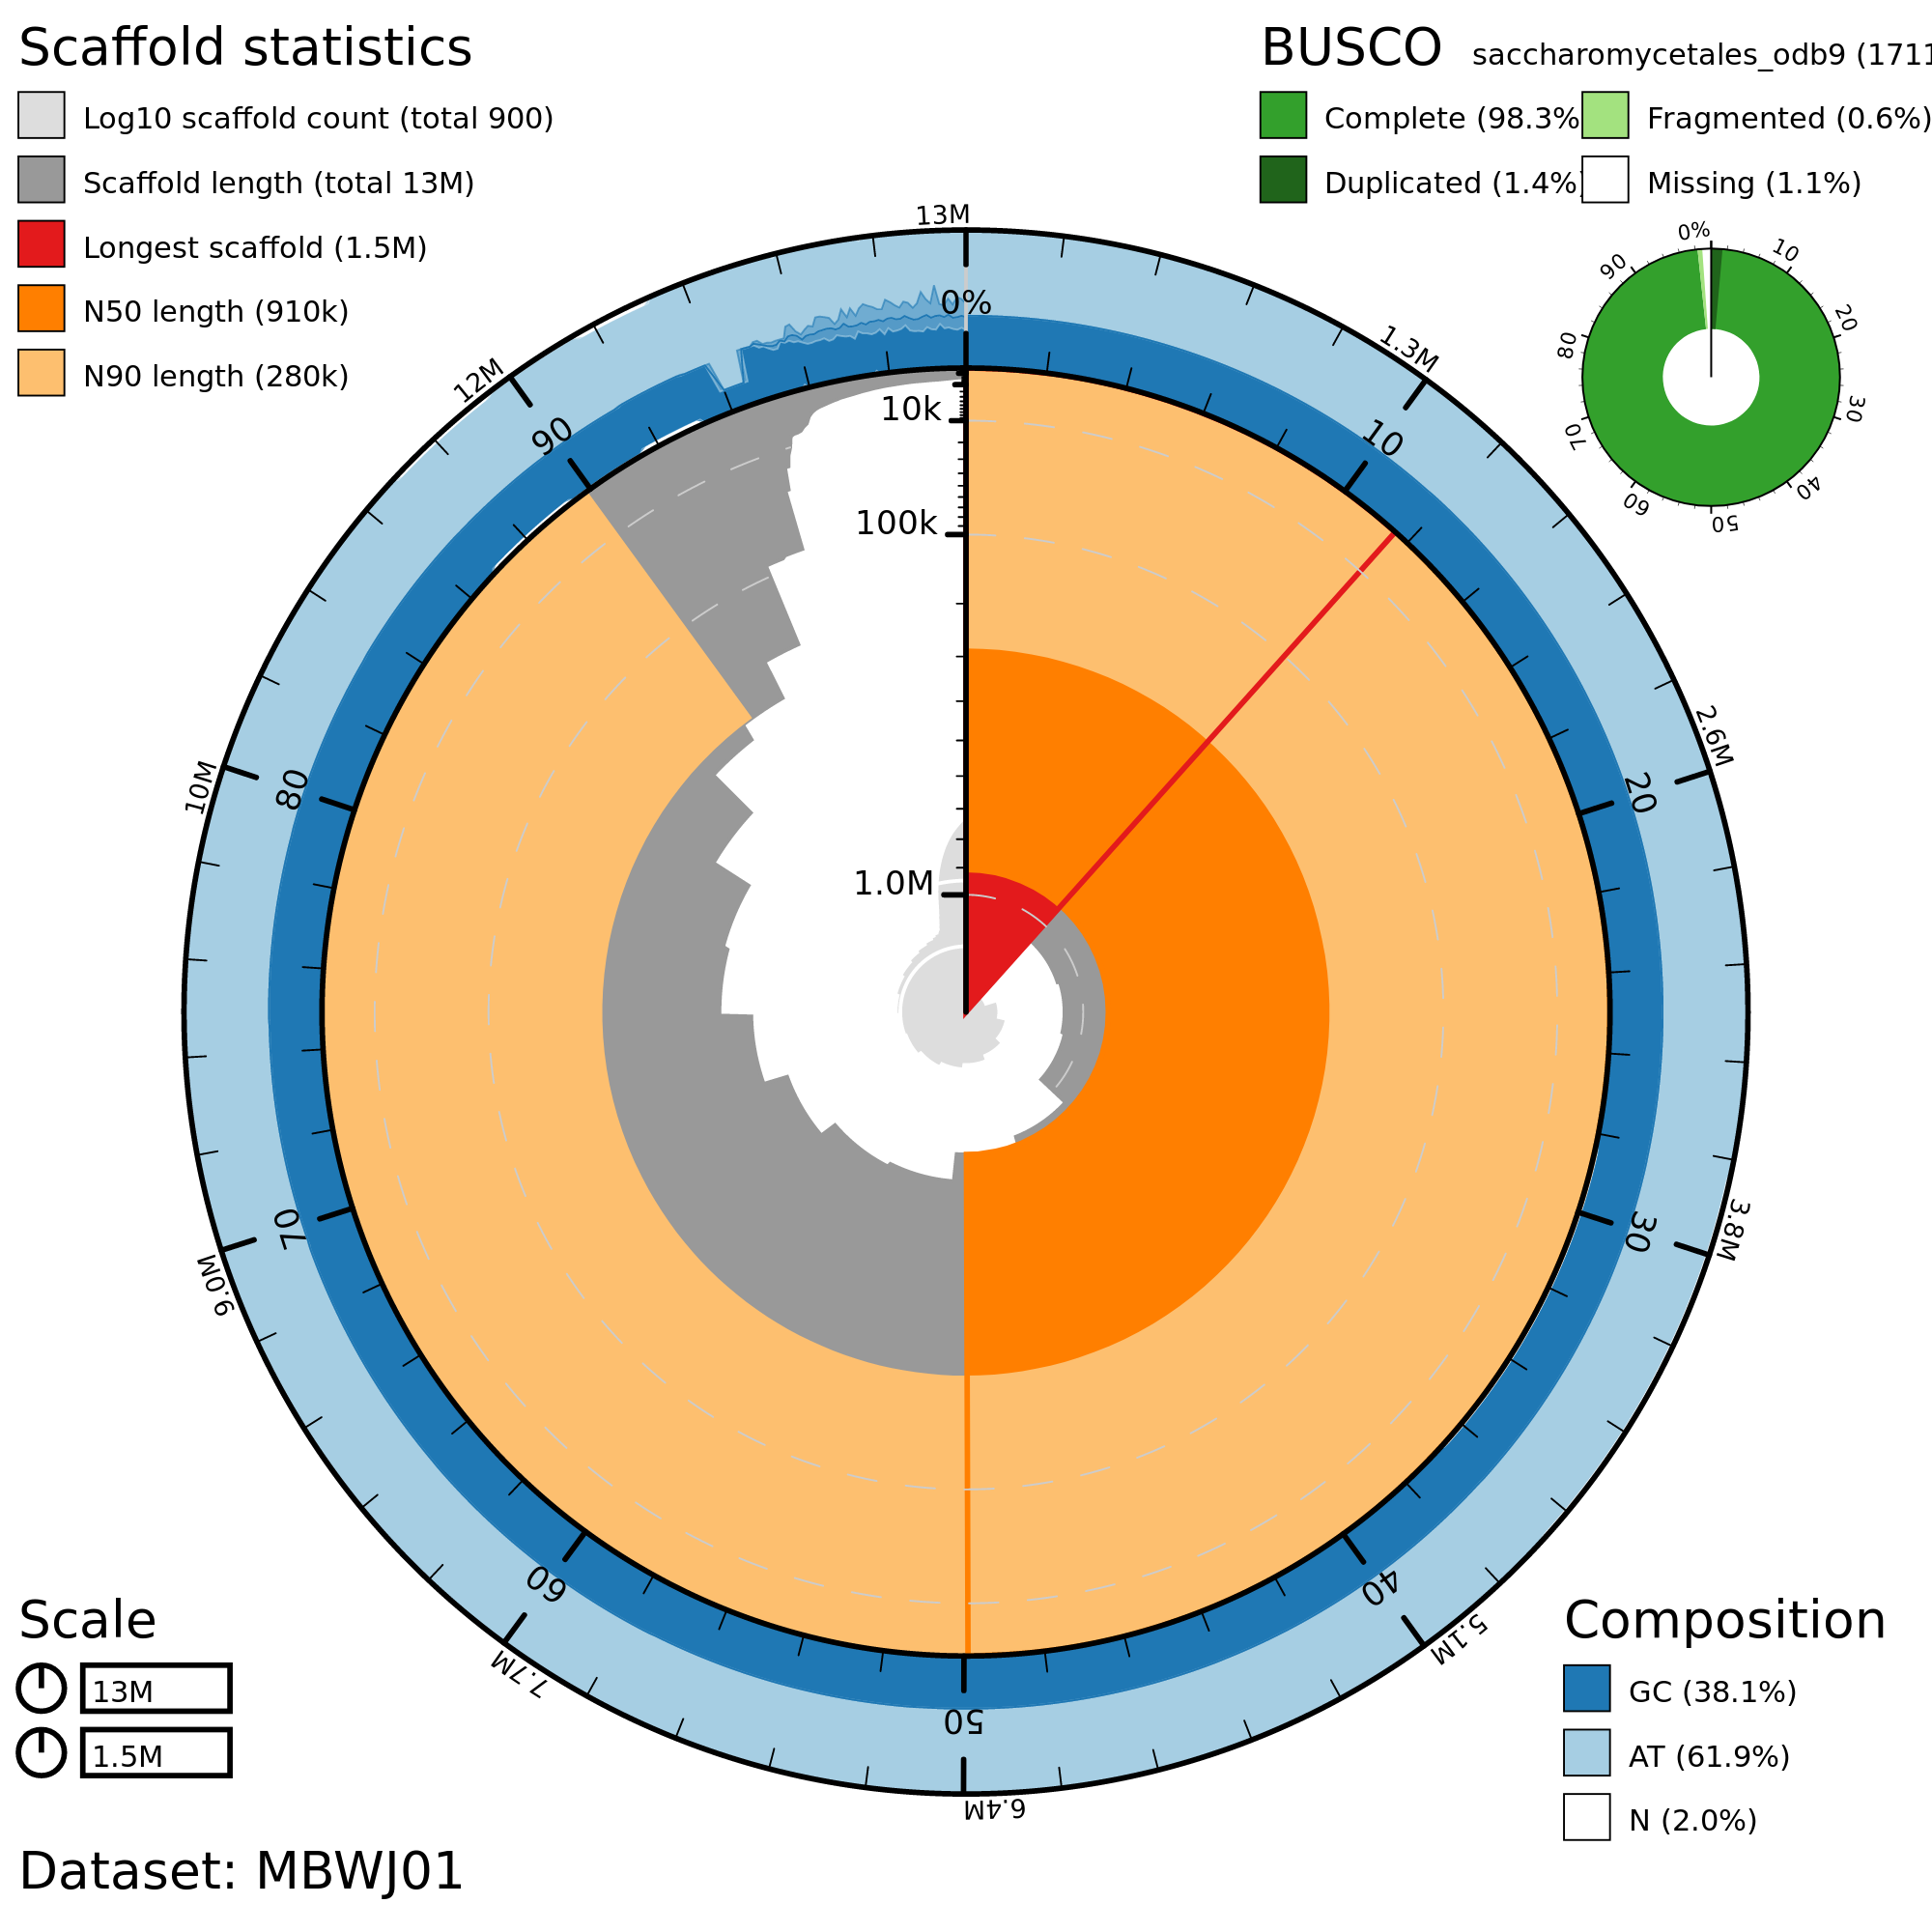 Scaffold statistics
Log10 scaffold count (total 900)
Scaffold length (total 13M)
Longest scaffold (1.5M)
N50 length (910k)
N90 length (280k)
BUSCO saccharomycetales_odb9 (1711
Complete (98.3%
Fragmented (0.6%)
Duplicated (1.4%)
Missing (1.1%)
0%
10
20
30
40
50
60
70
80
90
13M
1.3M
2.6M
3.8M
5.1M
6.4M
7.7M
9.0M
10M
12M
0%
10
20
30
40
50
60
70
80
90
10k
100k
1.0M
Scale
13M
1.5M
Composition
GC (38.1%)
AT (61.9%)
N (2.0%)
Dataset: MBWJ01